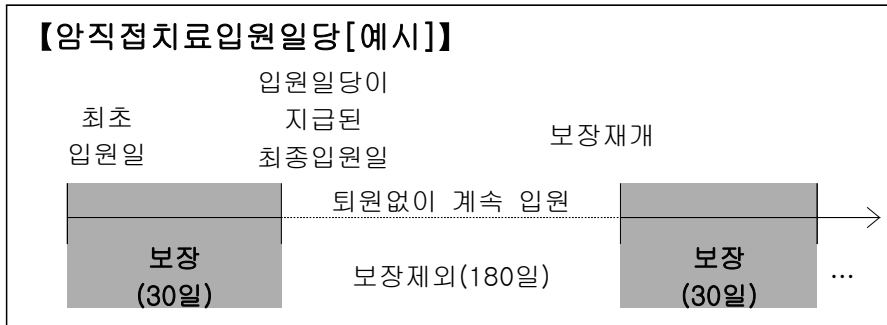 【암직접치료입원일당[예시]】
최초
입원일
입원일당이
지급된
최종입원일
보장재개
퇴원없이 계속 입원
보장
(30일)
보장제외(180일)
보장
(30일)
…